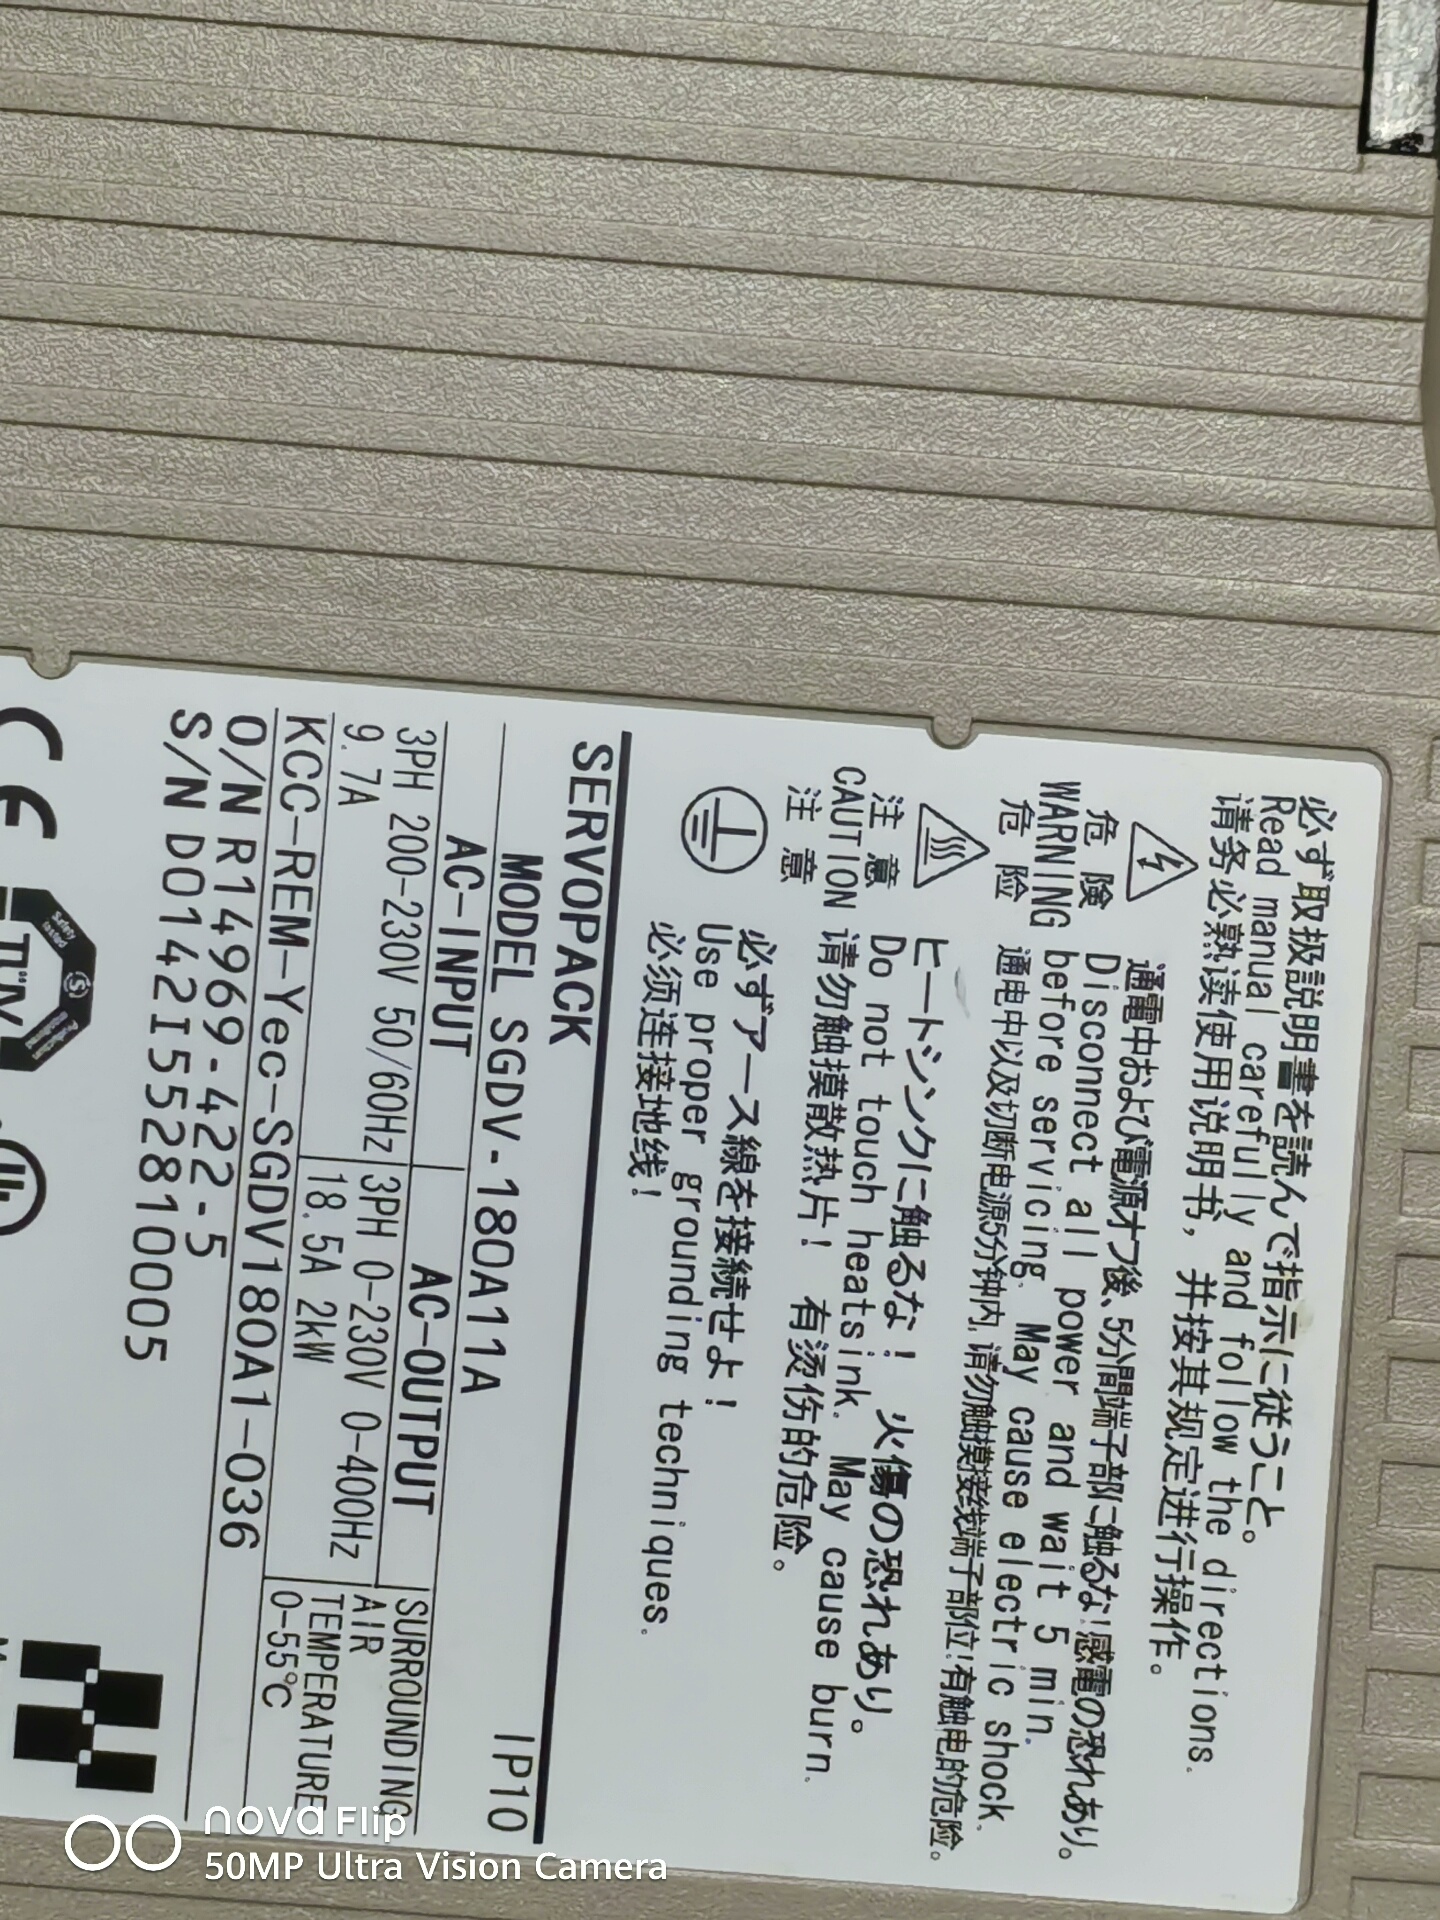 必ず取扱説明書を読んで指示に従うこと。
Read manual carefully and follow the directions.
请务必熟读使用说明书，并按其规定进行操作。
危 険
WARNING
危 险
通電中および電源オフ後、5分間端子部に触るな！感電の恐れあり。
Disconnect all power and wait 5 min.
before servicing. May cause electric shock.
通电中以及切断电源5分钟内，请勿触摸接线端子部位！有触电的危险。
注 意
CAUTION
注 意
ヒートシンクに触るな！ 火傷の恐れあり。
Do not touch heatsink. May cause burn.
请勿触摸散热片！ 有烫伤的危险。
必ずアース線を接続せよ！
Use proper grounding techniques.
必须连接地线！
SERVOPACK
MODEL SGDV-180A11A IP10
AC-INPUT AC-OUTPUT SURROUNDING
3PH 200-230V 50/60Hz 3PH 0-230V 0-400Hz AIR
9.7A 18.5A 2kW TEMPERATURE
0-55℃
KCC-REM-Yec-SGDV180A1-036
O/N R14969-422-5
S/N D0142I552810005
CE
TÜV
nova Flip
50MP Ultra Vision Camera